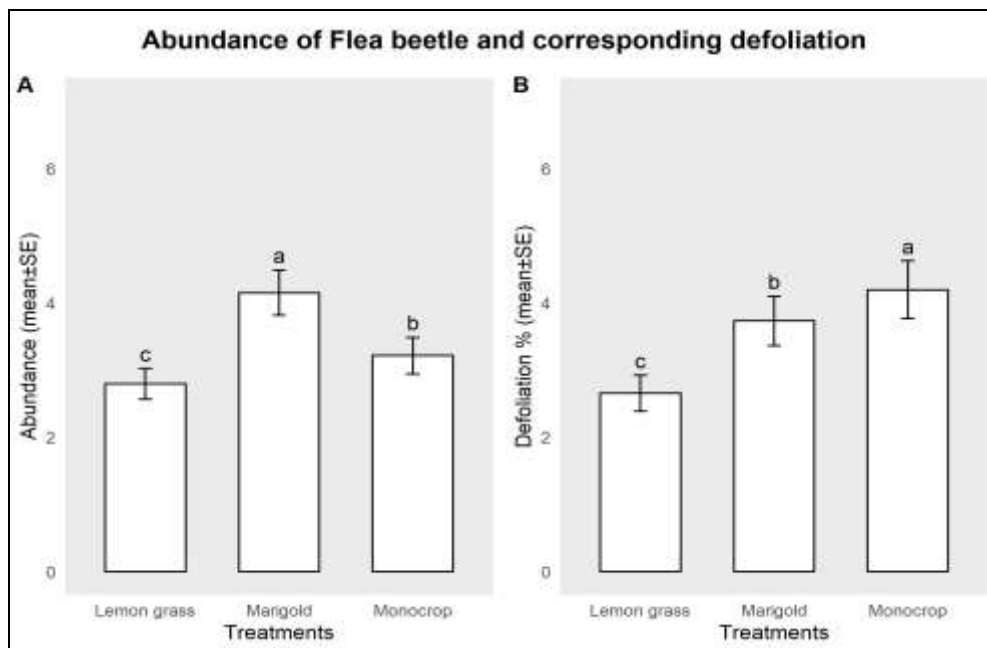 Abundance of Flea beetle and corresponding defoliation
A
Abundance (mean±SE)
6
4
2
0
c
a
b
Lemon grass Marigold Monocrop
Treatments
B
Defoliation % (mean±SE)
6
4
2
0
c
b
a
Lemon grass Marigold Monocrop
Treatments